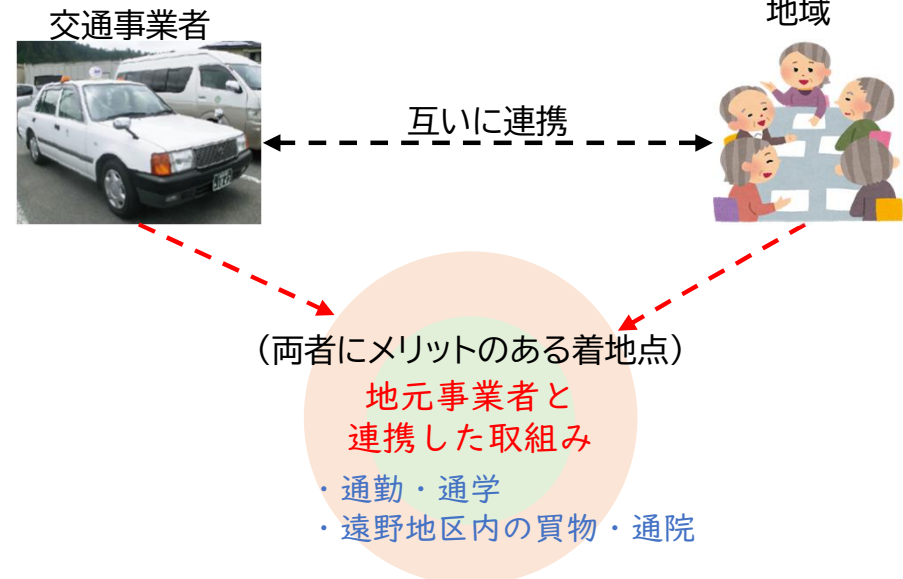 交通事業者
地域
互いに連携
（両者にメリットのある着地点）
地元事業者と
連携した取組み
・通勤・通学
・遠野地区内の買物・通院